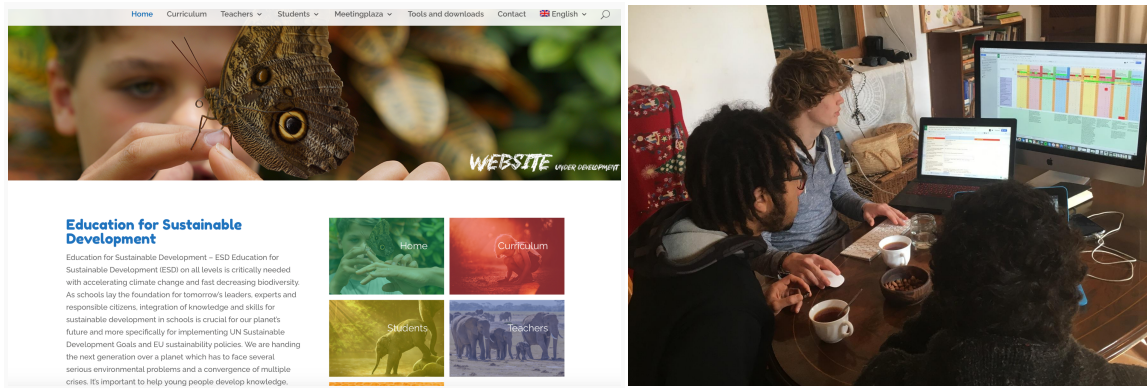 Home Curriculum Teachers Students Meetingplaza Tools and downloads Contact English
WEBSITE UNDER DEVELOPMENT
Education for Sustainable
Development
Education for Sustainable Development – ESD Education for
Sustainable Development (ESD) on all levels is critically needed
with accelerating climate change and fast decreasing biodiversity.
As schools lay the foundation for tomorrow's leaders, experts and
responsible citizens, integration of knowledge and skills for
sustainable development in schools is crucial for our planet's
future and more specifically for implementing UN Sustainable
Development Goals and EU sustainability policies. We are handing
the next generation over a planet which has to face several
serious environmental problems and a convergence of multiple
crises. It's important to help young people develop knowledge,
Home Curriculum
Students Teachers